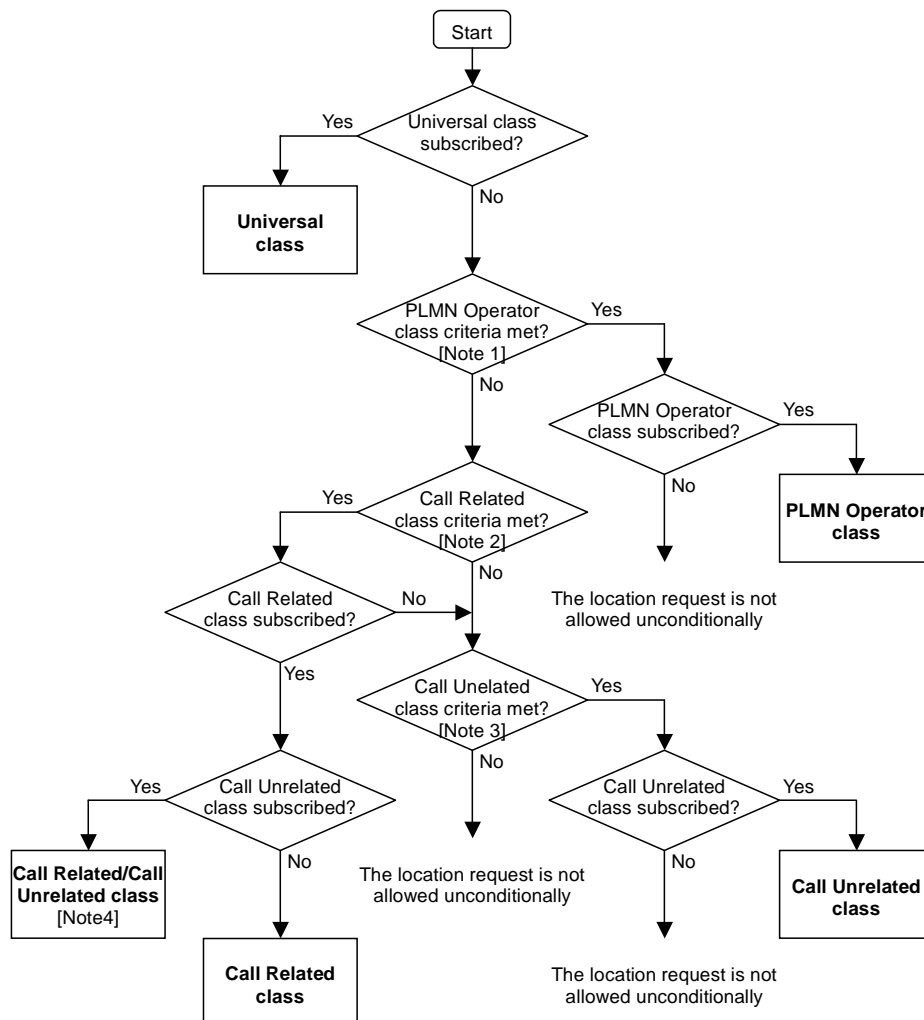 Start
Universal class
subscribed?
Yes
No
Universal
class
PLMN Operator
class criteria met?
[Note 1]
Yes
No
PLMN Operator
class subscribed?
Yes
No
PLMN Operator
class
The location request is not
allowed unconditionally
Call Related
class criteria met?
[Note 2]
Yes
No
Call Related
class subscribed?
No
Yes
Call Unelated
class criteria met?
[Note 3]
Yes
No
Call Unrelated
class subscribed?
Yes
No
Call Related/Call
Unrelated class
[Note4]
Call Related
class
The location request is not
allowed unconditionally
Call Unrelated
class subscribed?
Yes
No
Call Unrelated
class
The location request is not
allowed unconditionally